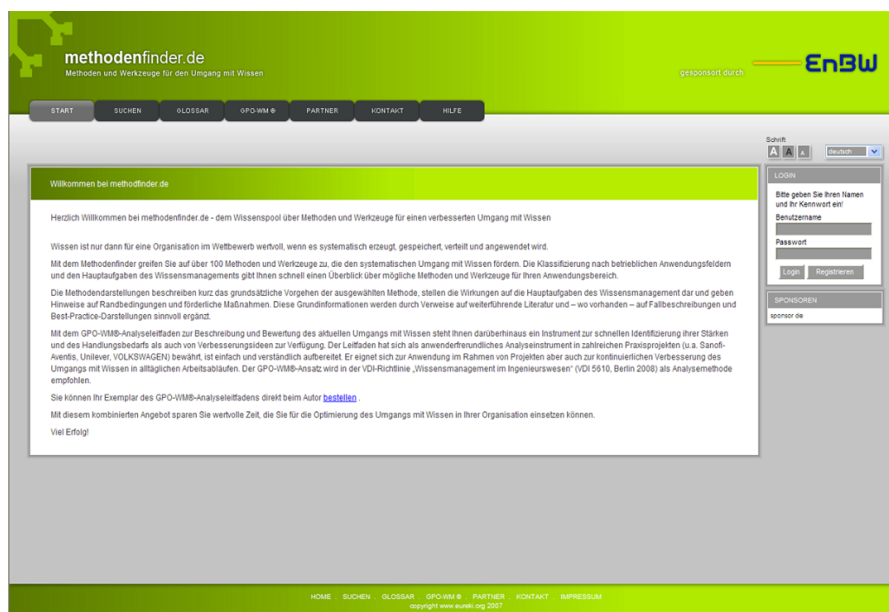 methodenfinder.de
Methoden und Werkzeuge für den Umgang mit Wissen
gesponsort durch
EnBW
START SUCHEN GLOSSAR GPO-WM ® PARTNER KONTAKT HILFE
Schrift
A A A deutsch
Willkommen bei methodfinder.de
Herzlich Willkommen bei methodenfinder.de - dem Wissenspool über Methoden und Werkzeuge für einen verbesserten Umgang mit Wissen
Wissen ist nur dann für eine Organisation im Wettbewerb wertvoll, wenn es systematisch erzeugt, gespeichert, verteilt und angewendet wird.
Mit dem Methodenfinder greifen Sie auf über 100 Methoden und Werkzeuge zu, die den systematischen Umgang mit Wissen fördern. Die Klassifizierung nach betrieblichen Anwendungsfeldern
und den Hauptaufgaben des Wissensmanagements gibt Ihnen schnell einen Überblick über mögliche Methoden und Werkzeuge für Ihren Anwendungsbereich.
Die Methodendarstellungen beschreiben kurz das grundsätzliche Vorgehen der ausgewählten Methode, stellen die Wirkungen auf die Hauptaufgaben des Wissensmanagement dar und geben
Hinweise auf Randbedingungen und förderliche Maßnahmen. Diese Grundinformationen werden durch Verweise auf weiterführende Literatur und – wo vorhanden – auf Fallbeschreibungen und
Best-Practice-Darstellungen sinnvoll ergänzt.
Mit dem GPO-WM®-Analyseleitfaden zur Beschreibung und Bewertung des aktuellen Umgangs mit Wissen steht Ihnen darüberhinaus ein Instrument zur schnellen Identifizierung ihrer Stärken
und des Handlungsbedarfs als auch von Verbesserungsideen zur Verfügung. Der Leitfaden hat sich als anwenderfreundliches Analyseinstrument in zahlreichen Praxisprojekten (u.a. Sanofi-
Aventis, Unilever, VOLKSWAGEN) bewährt, ist einfach und verständlich aufbereitet. Er eignet sich zur Anwendung im Rahmen von Projekten aber auch zur kontinuierlichen Verbesserung des
Umgangs mit Wissen in alltäglichen Arbeitsabläufen. Der GPO-WM®-Ansatz wird in der VDI-Richtlinie „Wissensmanagement im Ingenieurswesen“ (VDI 5610, Berlin 2008) als Analysemethode
empfohlen.
Sie können Ihr Exemplar des GPO-WM®-Analyseleitfadens direkt beim Autor bestellen .
Mit diesem kombinierten Angebot sparen Sie wertvolle Zeit, die Sie für die Optimierung des Umgangs mit Wissen in Ihrer Organisation einsetzen können.
Viel Erfolg!
LOGIN
Bitte geben Sie Ihren Namen
und Ihr Kennwort ein!
Benutzername
Passwort
Login Registrieren
SPONSOREN
sponsor.de
HOME . SUCHEN . GLOSSAR . GPO-WM ® . PARTNER . KONTAKT . IMPRESSUM
copyright www.eureki.org 2007